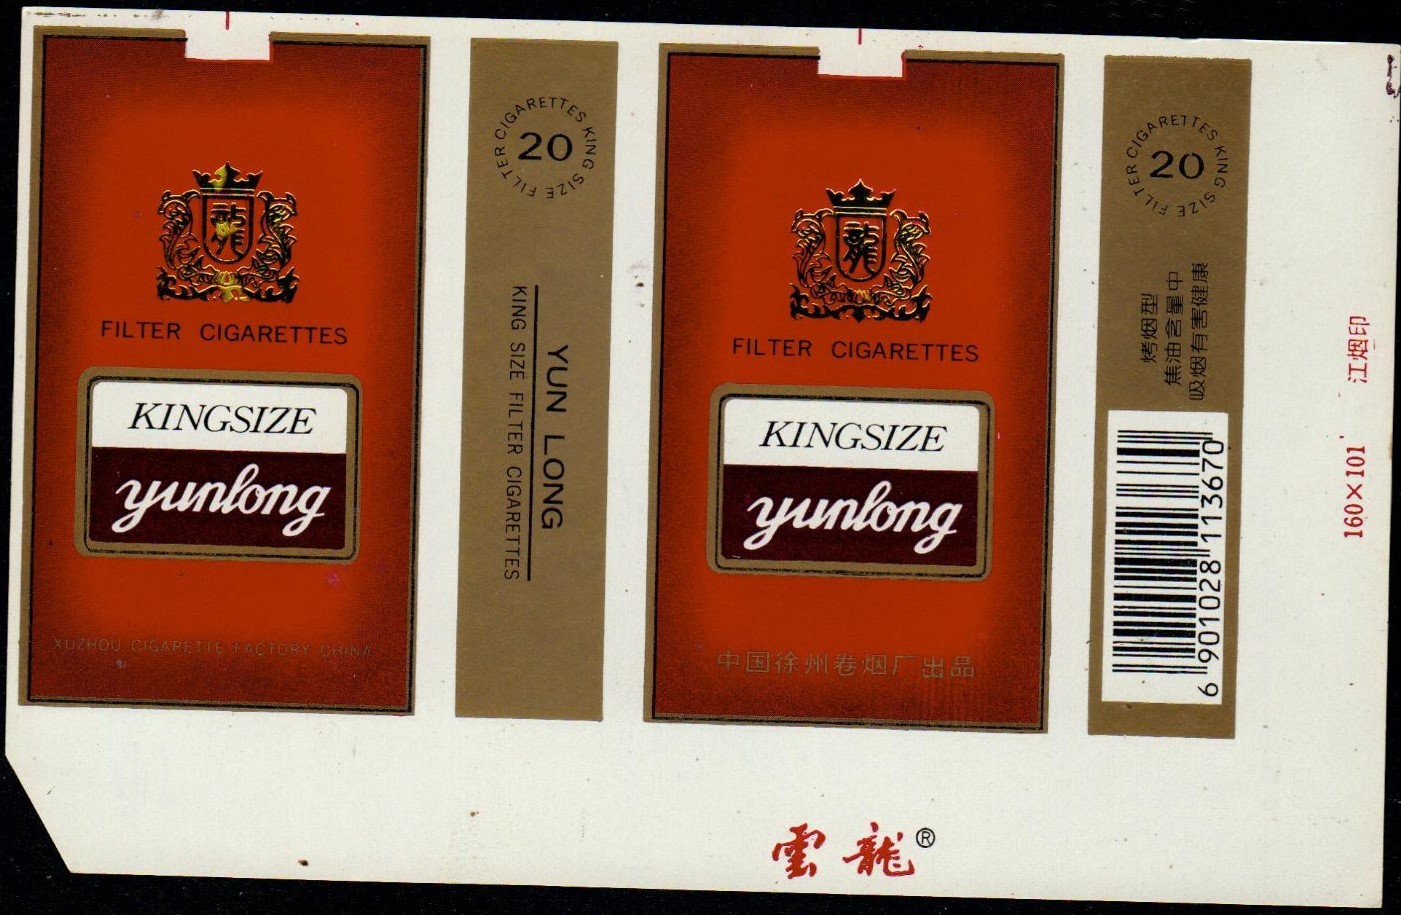 龍
FILTER CIGARETTES
KINGSIZE
yunlong
XUZHOU CIGARETTE FACTORY CHINA
FILTER CIGARETTES KING SIZE
20
YUN LONG
KING SIZE FILTER CIGARETTES
龍
FILTER CIGARETTES
KINGSIZE
yunlong
中国徐州卷烟厂出品
FILTER CIGARETTES KING SIZE
20
烤烟型
焦油含量中
吸烟有害健康
6 901028 113670
江烟印
160×101
雲龍®